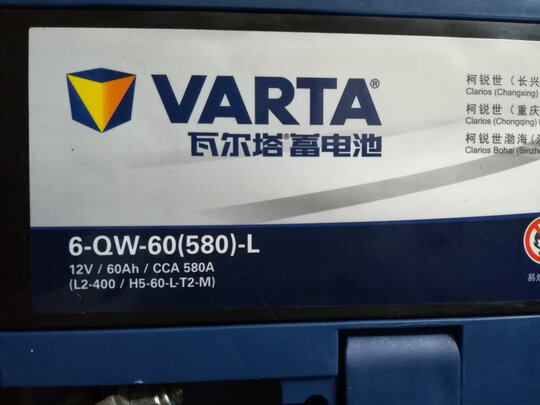 VARTA®
瓦尔塔®蓄电池
柯锐世（长兴
Clarios (Changxing)
柯锐世（重庆
Clarios (Chongqing)
柯锐世渤海(
Clarios Bohai (Binzh
6-QW-60(580)-L
12V / 60Ah / CCA 580A
(L2-400 / H5-60-L-T2-M)